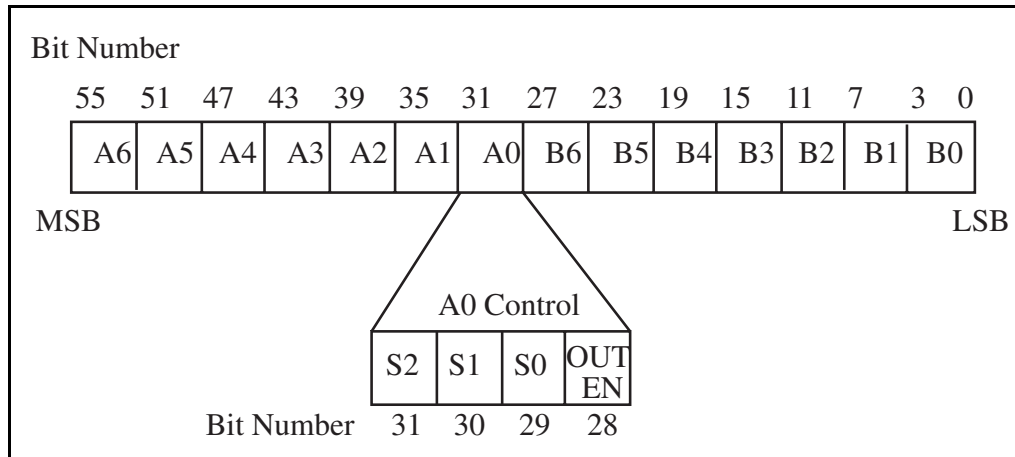 Bit Number
55 51 47 43 39 35 31 27 23 19 15 11 7 3 0
A6 A5 A4 A3 A2 A1 A0 B6 B5 B4 B3 B2 B1 B0
MSB LSB
A0 Control
S2 S1 S0 OUT EN
Bit Number 31 30 29 28